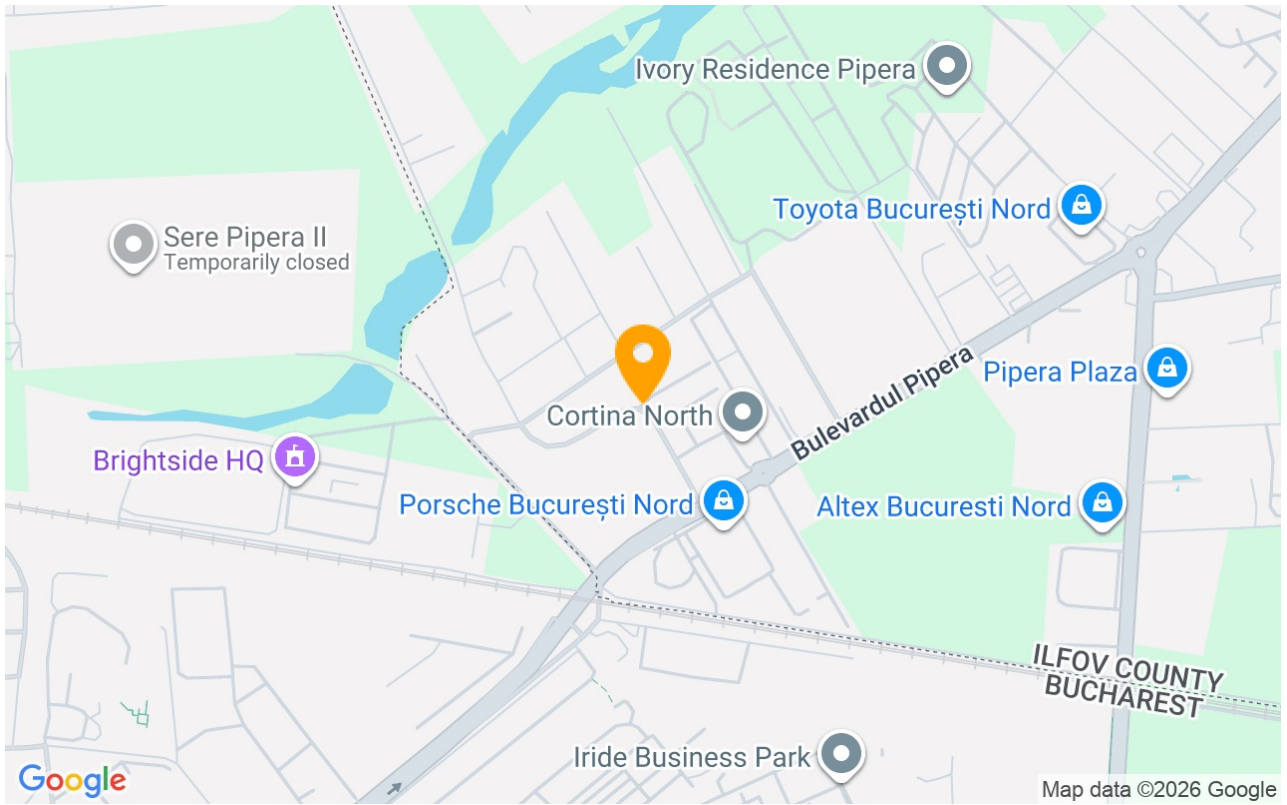 Ivory Residence Pipera
Toyota București Nord
Sere Pipera II
Temporarily closed
Bulevardul Pipera
Pipera Plaza
Cortina North
Brightside HQ
Porsche București Nord
Altex Bucuresti Nord
ILFOV COUNTY
BUCHAREST
Iride Business Park
Google
Map data ©2026 Google